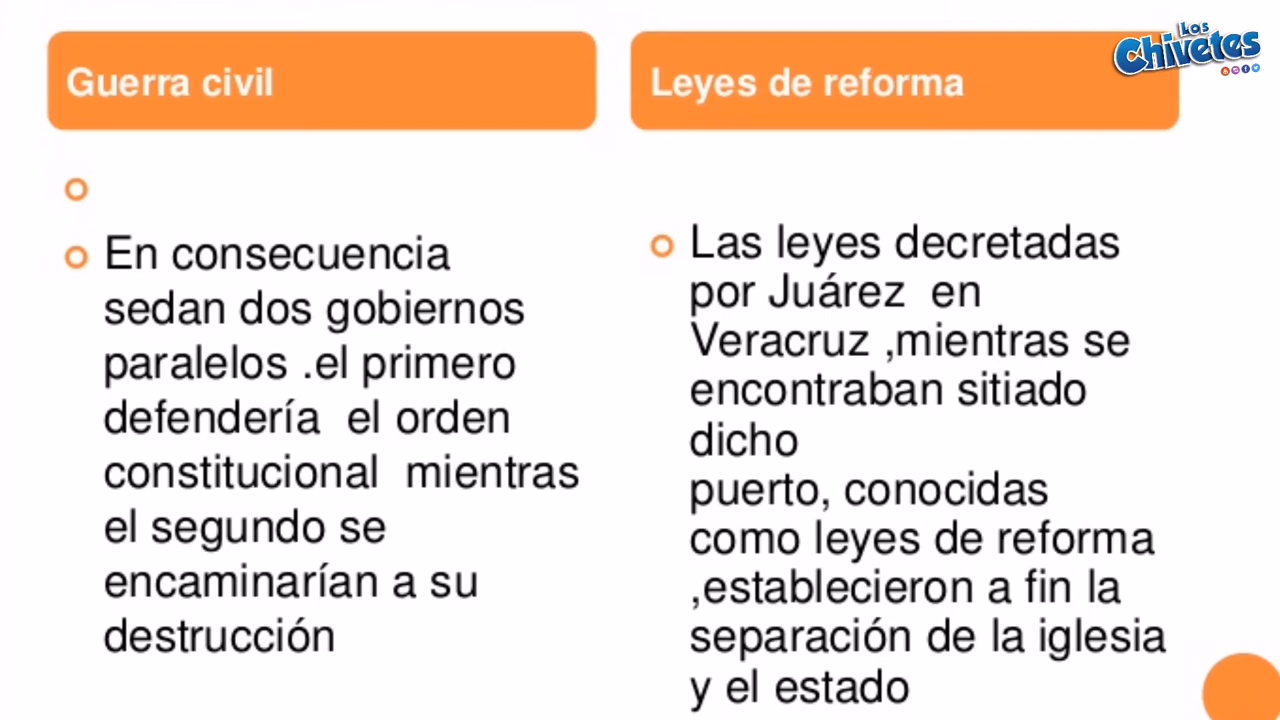 Guerra civil
En consecuencia
sedan dos gobiernos
paralelos .el primero
defendería el orden
constitucional mientras
el segundo se
encaminarían a su
destrucción
Leyes de reforma
Las leyes decretadas
por Juárez en
Veracruz ,mientras se
encontraban sitiado
dicho
puerto, conocidas
como leyes de reforma
,establecieron a fin la
separación de la iglesia
y el estado
Los
Chivetes